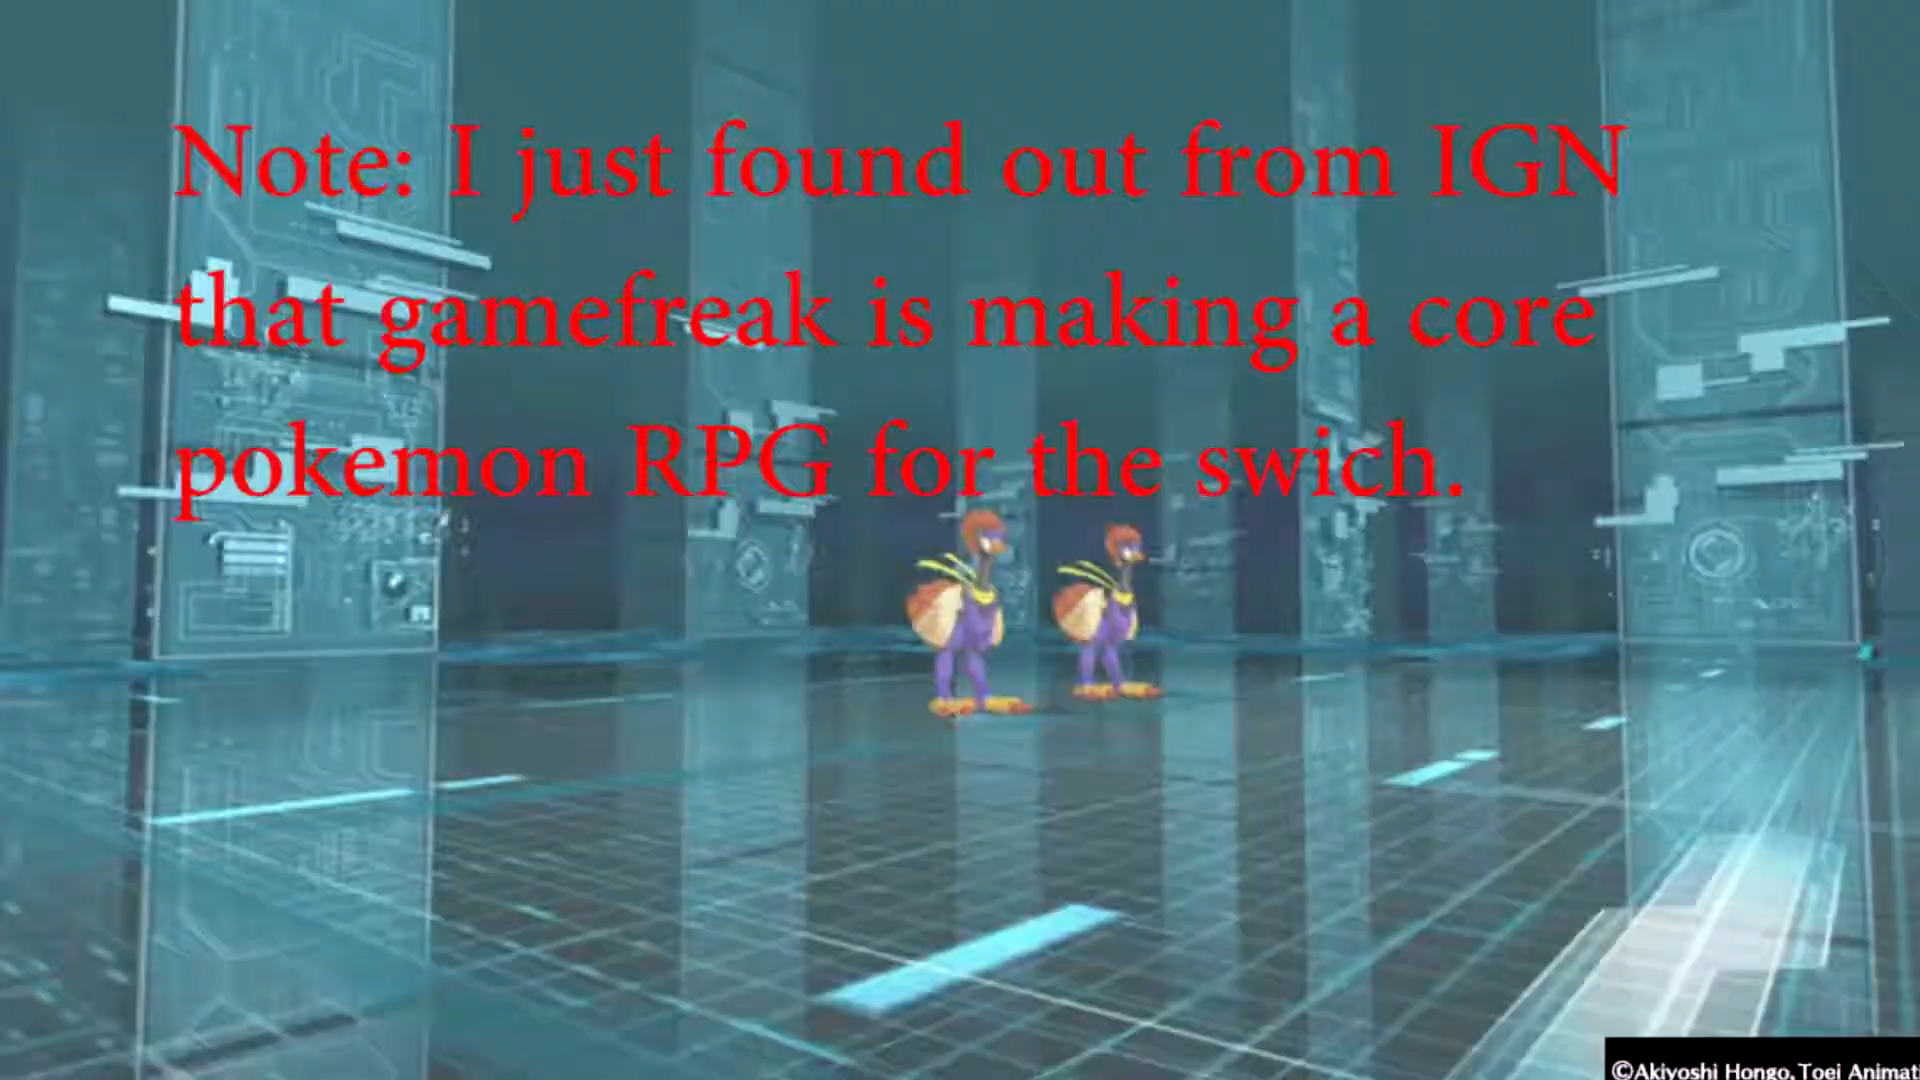 Note: I just found out from IGN
that gamefreak is making a core
pokemon RPG for the swich.
©Akiyoshi Hongo, Toei Animat